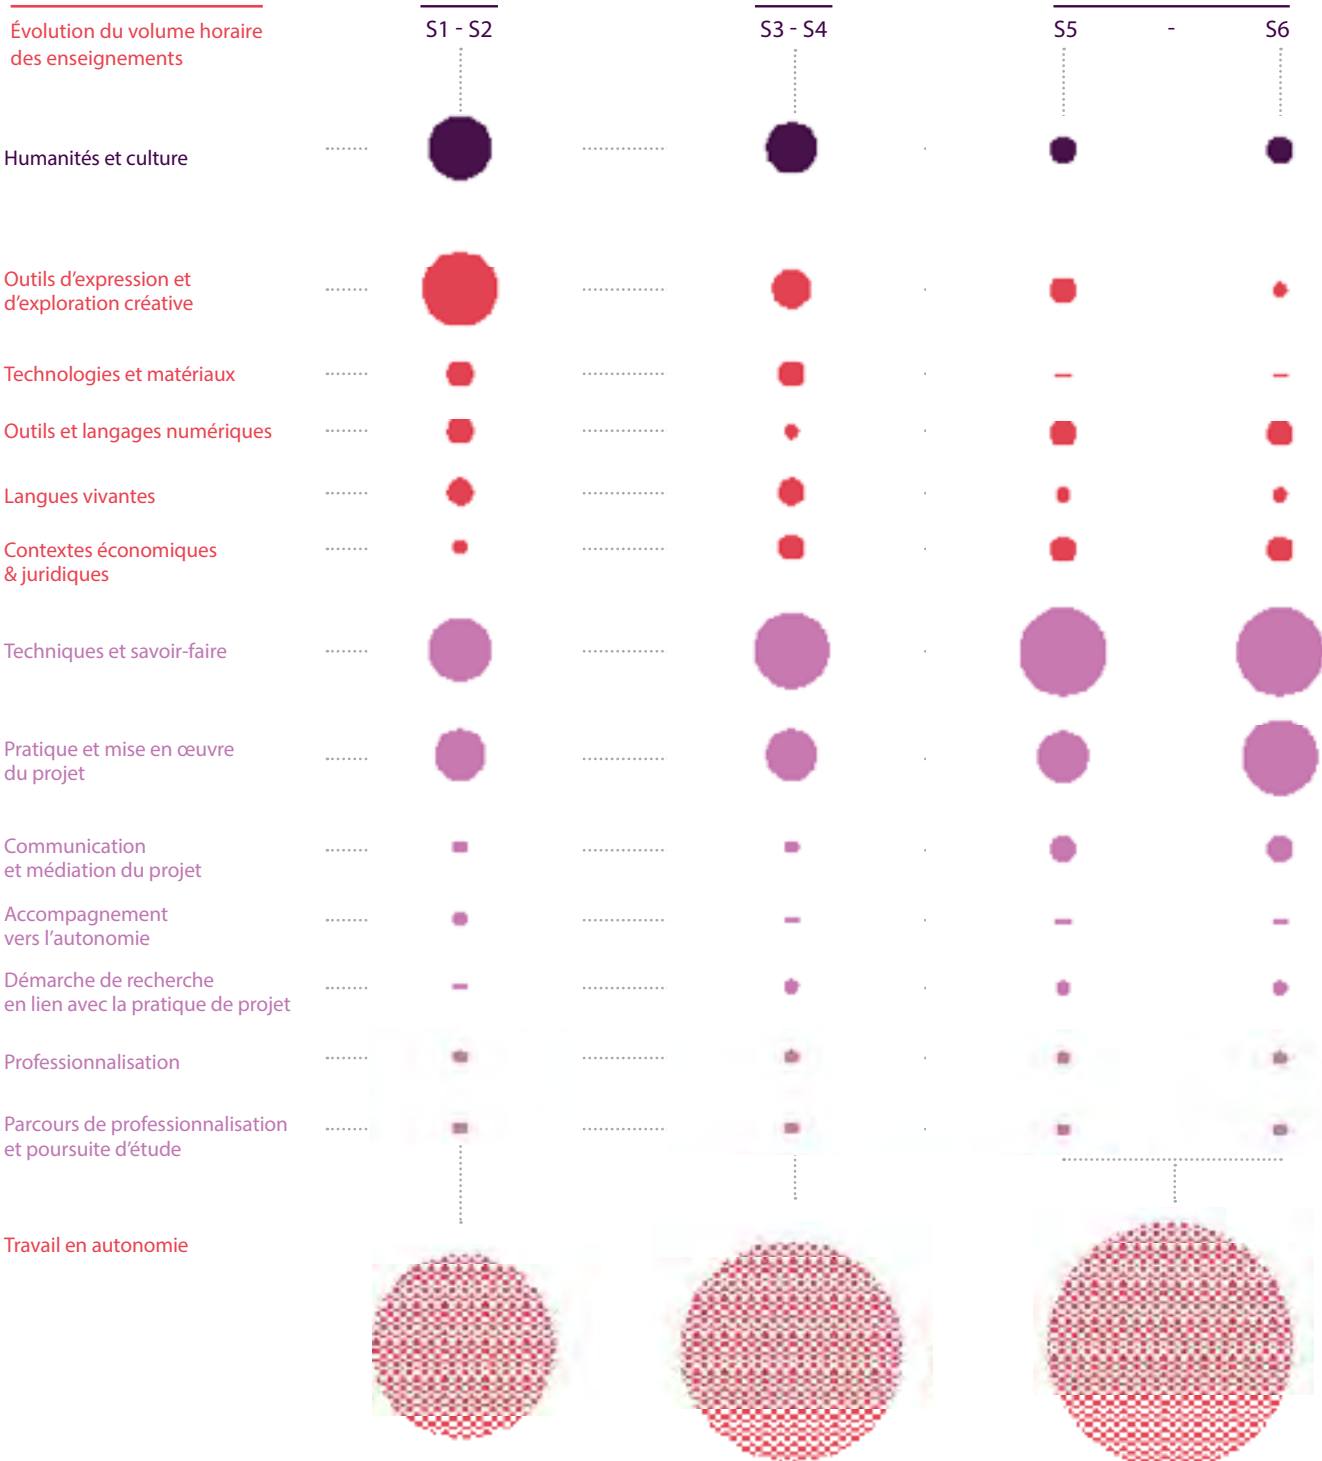 Évolution du volume horaire
des enseignements
S1 - S2
S3 - S4
S5 - S6
Humanités et culture
Outils d’expression et
d’exploration créative
Technologies et matériaux
Outils et langages numériques
Langues vivantes
Contextes économiques
& juridiques
Techniques et savoir-faire
Pratique et mise en œuvre
du projet
Communication
et médiation du projet
Accompagnement
vers l’autonomie
Démarche de recherche
en lien avec la pratique de projet
Professionnalisation
Parcours de professionnalisation
et poursuite d’étude
Travail en autonomie